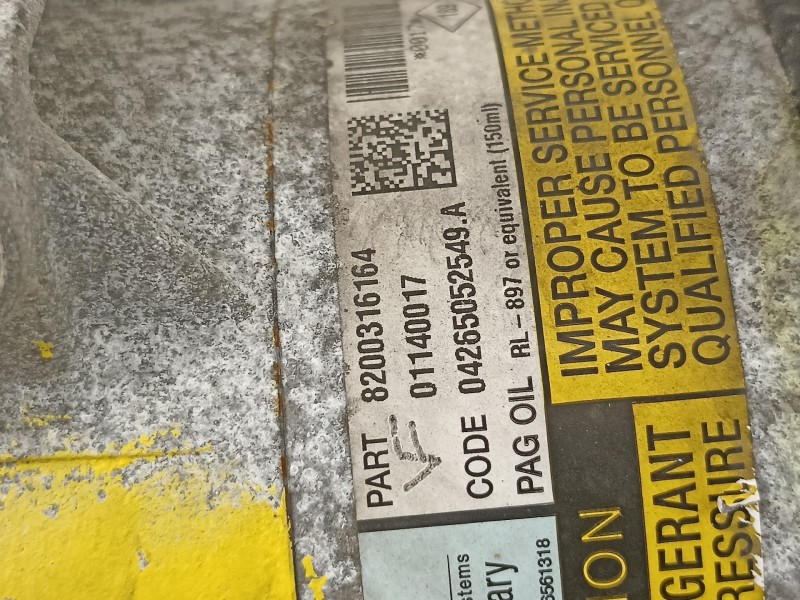 PART 8200316164
01140017
CODE 04265052549.A
PAG OIL RL-897 or equivalent (150ml)
IMPROPER SERVICE METHO
MAY CAUSE PERSONAL IN
SYSTEM TO BE SERVICED
QUALIFIED PERSONNEL O
ION
GERANT
RESSURE
stems
ary
6561318